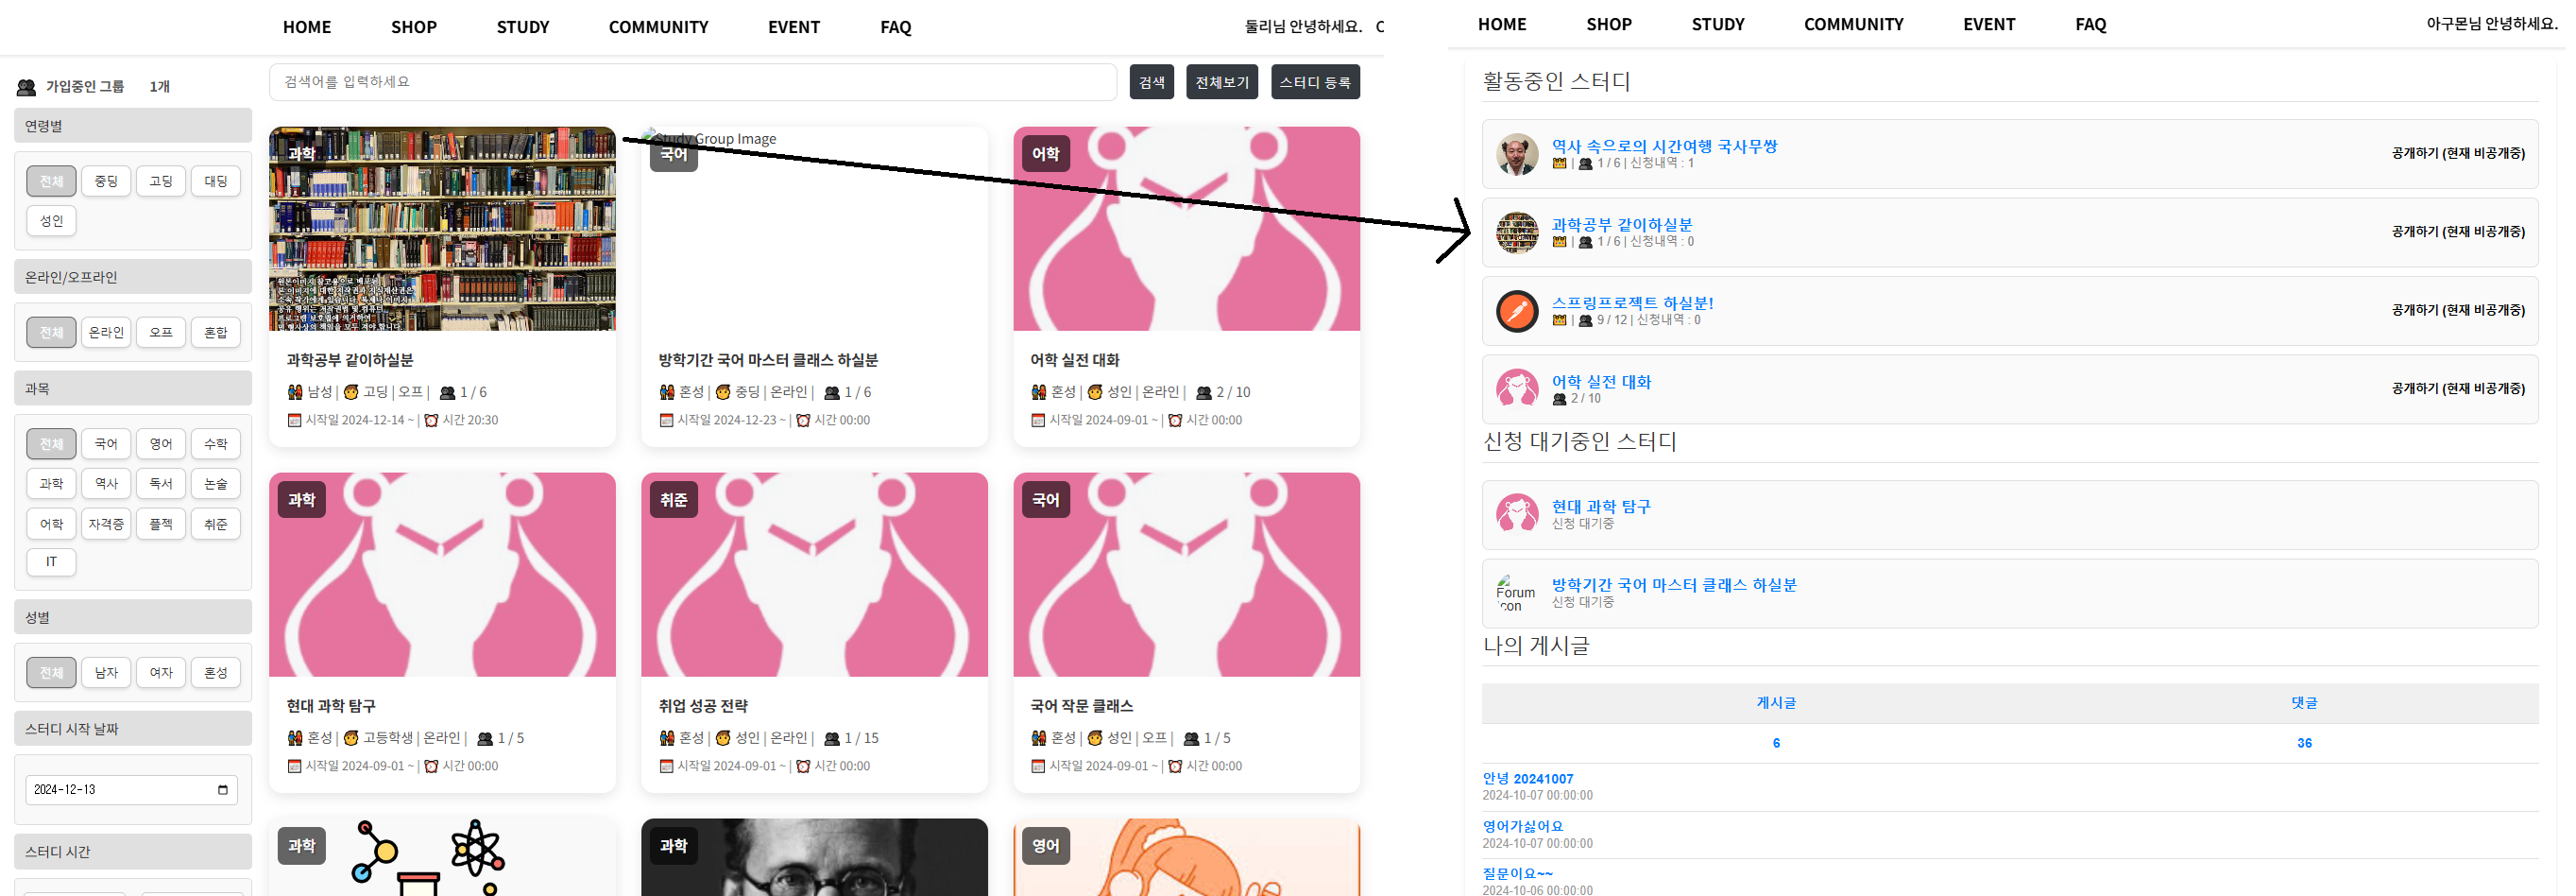 HOME SHOP STUDY COMMUNITY EVENT FAQ 둘리님 안녕하세요.
가입중인 그룹 1개
연령별
전체 중딩 고딩 대딩
성인
온라인/오프라인
전체 온라인 오프 혼합
과목
전체 국어 영어 수학
과학 역사 독서 논술
어학 자격증 플젝 취준
IT
성별
전체 남자 여자 혼성
스터디 시작 날짜
2024-12-13
스터디 시간
검색어를 입력하세요 검색 전체보기 스터디 등록
과학
과학공부 같이하실분
남성 | 고딩 | 오프 | 1 / 6
시작일 2024-12-14 ~ | 시간 20:30
Study Group Image
국어
방학기간 국어 마스터 클래스 하실분
혼성 | 중딩 | 온라인 | 1 / 6
시작일 2024-12-23 ~ | 시간 00:00
어학
어학 실전 대화
혼성 | 성인 | 온라인 | 2 / 10
시작일 2024-09-01 ~ | 시간 00:00
과학
현대 과학 탐구
혼성 | 고등학생 | 온라인 | 1 / 5
시작일 2024-09-01 ~ | 시간 00:00
취준
취업 성공 전략
혼성 | 성인 | 온라인 | 1 / 15
시작일 2024-09-01 ~ | 시간 00:00
국어
국어 작문 클래스
혼성 | 성인 | 오프 | 1 / 5
시작일 2024-09-01 ~ | 시간 00:00
과학
과학
영어
HOME SHOP STUDY COMMUNITY EVENT FAQ 아구몬님 안녕하세요.
활동중인 스터디
역사 속으로의 시간여행 국사무쌍
| 1 / 6 | 신청내역 : 1
공개하기 (현재 비공개중)
과학공부 같이하실분
| 1 / 6 | 신청내역 : 0
공개하기 (현재 비공개중)
스프링프로젝트 하실분!
| 9 / 12 | 신청내역 : 0
공개하기 (현재 비공개중)
어학 실전 대화
2 / 10
공개하기 (현재 비공개중)
신청 대기중인 스터디
현대 과학 탐구
신청 대기중
Forum Icon
방학기간 국어 마스터 클래스 하실분
신청 대기중
나의 게시글
게시글 댓글
6 36
안녕 20241007
2024-10-07 00:00:00
영어가싫어요
2024-10-07 00:00:00
질문이요~~
2024-10-06 00:00:00